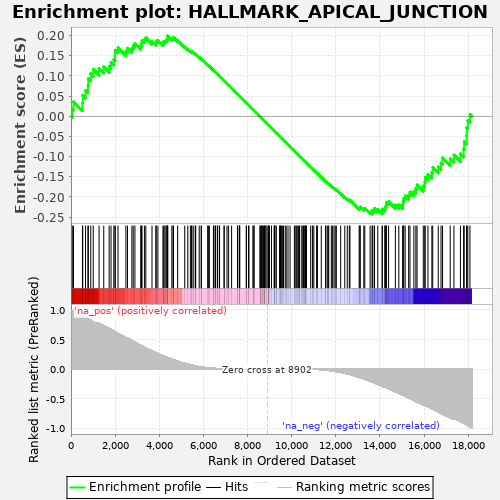 Enrichment plot: HALLMARK_APICAL_JUNCTION
Enrichment score (ES)
0.20
0.15
0.10
0.05
0.00
-0.05
-0.10
-0.15
-0.20
-0.25
Ranked list metric (PreRanked)
1.0
0.5
0.0
-0.5
-1.0
'na_pos' (positively correlated)
Zero cross at 8902
'na_neg' (negatively correlated)
0 2,000 4,000 6,000 8,000 10,000 12,000 14,000 16,000 18,000
Rank in Ordered Dataset
Enrichment profile Hits Ranking metric scores